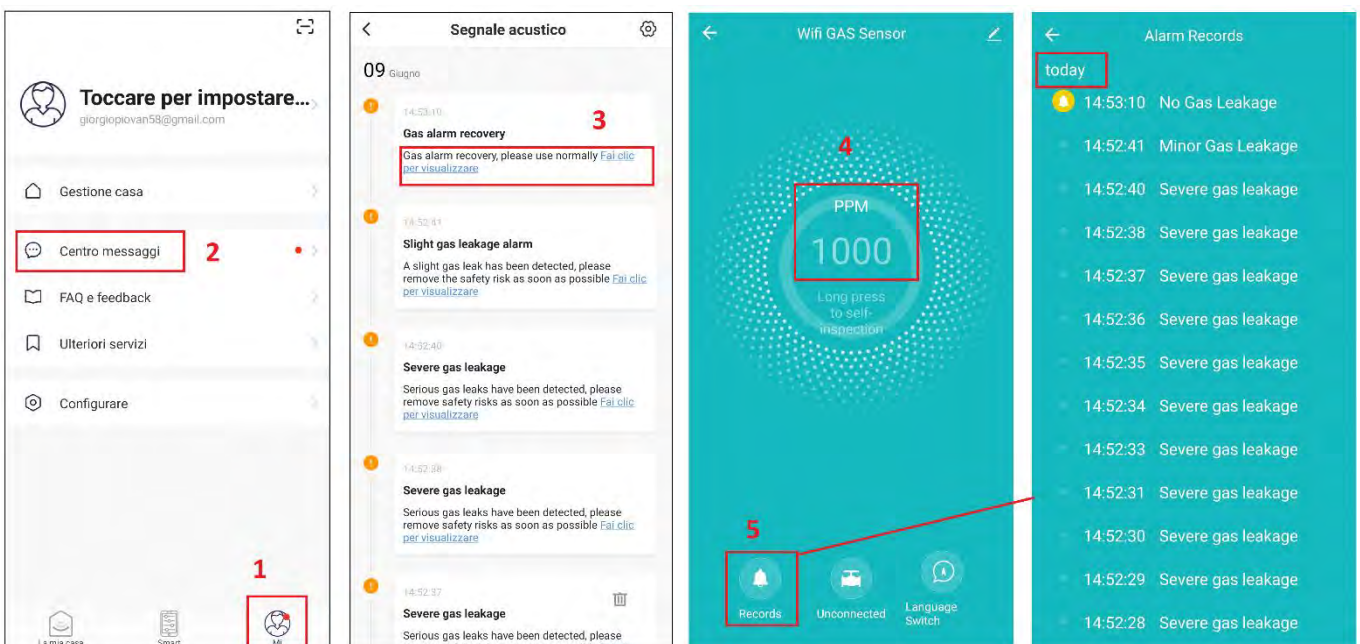 Toccare per impostare...
giorgiopiovan58@gmail.com
Gestione casa
Centro messaggi
2
FAQ e feedback
Ulteriori servizi
Configurare
1
La mia casa
Smart
Mi
Segnale acustico
09 Giugno
14:53:10
3
Gas alarm recovery
Gas alarm recovery, please use normally Fai clic
per visualizzare
14:52:41
Slight gas leakage alarm
A slight gas leak has been detected, please
remove the safety risk as soon as possible Fai clic
per visualizzare
14:52:40
Severe gas leakage
Serious gas leaks have been detected, please
remove safety risks as soon as possible Fai clic
per visualizzare
14:52:38
Severe gas leakage
Serious gas leaks have been detected, please
remove safety risks as soon as possible Fai clic
per visualizzare
14:52:37
Severe gas leakage
Serious gas leaks have been detected, please
Wifi GAS Sensor
4
PPM
1000
Long press
to self-
inspection
5
Records
Unconnected
Language
Switch
Alarm Records
today
14:53:10 No Gas Leakage
14:52:41 Minor Gas Leakage
14:52:40 Severe gas leakage
14:52:38 Severe gas leakage
14:52:37 Severe gas leakage
14:52:36 Severe gas leakage
14:52:35 Severe gas leakage
14:52:34 Severe gas leakage
14:52:33 Severe gas leakage
14:52:31 Severe gas leakage
14:52:30 Severe gas leakage
14:52:29 Severe gas leakage
14:52:28 Severe gas leakage